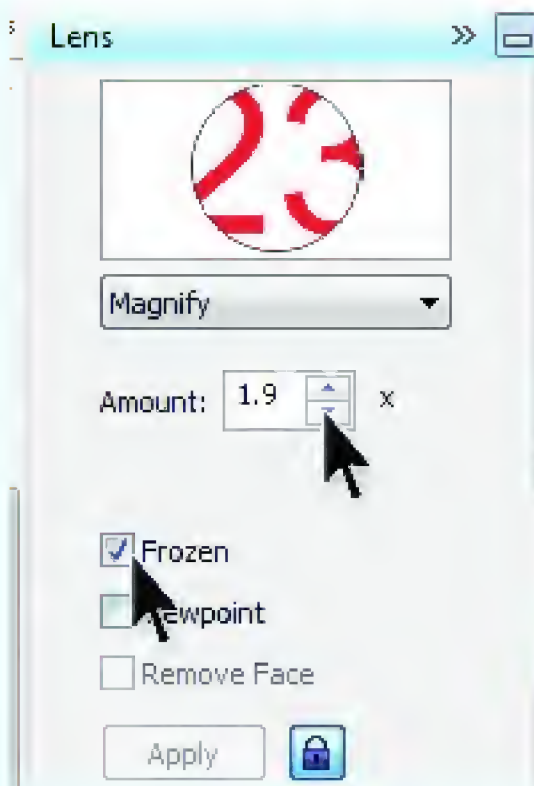 Lens
23
Magnify
Amount: 1.9 x
Frozen
Remove Face
Apply